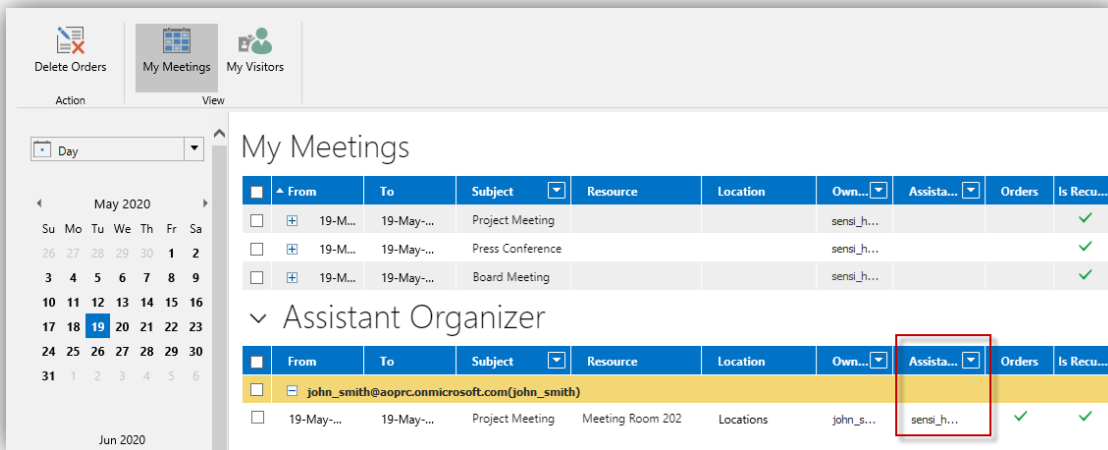 Delete Orders My Meetings My Visitors
Action View
Day
May 2020
Su Mo Tu We Th Fr Sa
26 27 28 29 30 1 2
3 4 5 6 7 8 9
10 11 12 13 14 15 16
17 18 19 20 21 22 23
24 25 26 27 28 29 30
31 1 2 3 4 5 6
Jun 2020
My Meetings
From To Subject Resource Location Own... Assista... Orders Is Recu...
19-M... 19-May-... Project Meeting sensi_h...
19-M... 19-May-... Press Conference sensi_h...
19-M... 19-May-... Board Meeting sensi_h...
Assistant Organizer
From To Subject Resource Location Own... Assista... Orders Is Recu...
john_smith@aoprc.onmicrosoft.com(john_smith)
19-May-... 19-May-... Project Meeting Meeting Room 202 Locations john_s... sensi_h...